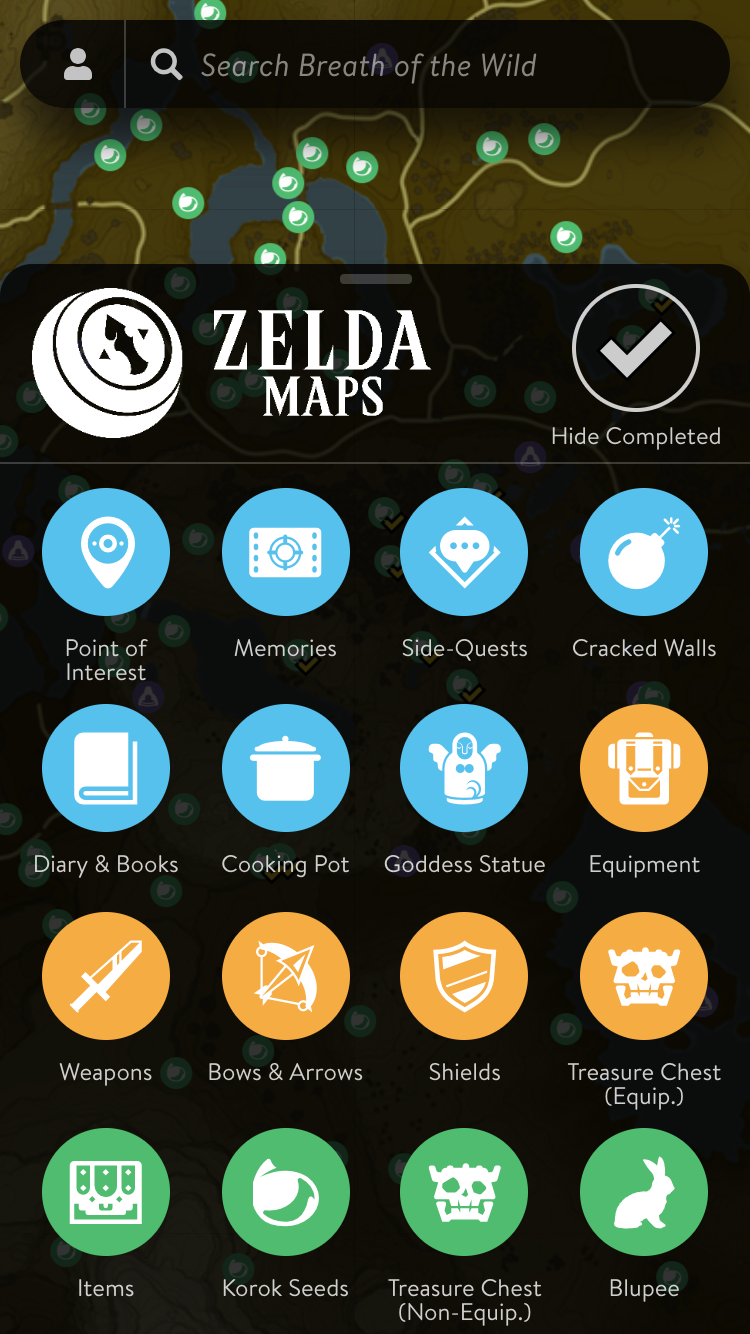 Search Breath of the Wild
ZELDA
MAPS
Hide Completed
Point of
Interest
Memories
Side-Quests
Cracked Walls
Diary & Books
Cooking Pot
Goddess Statue
Equipment
Weapons
Bows & Arrows
Shields
Treasure Chest
(Equip.)
Items
Korok Seeds
Treasure Chest
(Non-Equip.)
Blupee